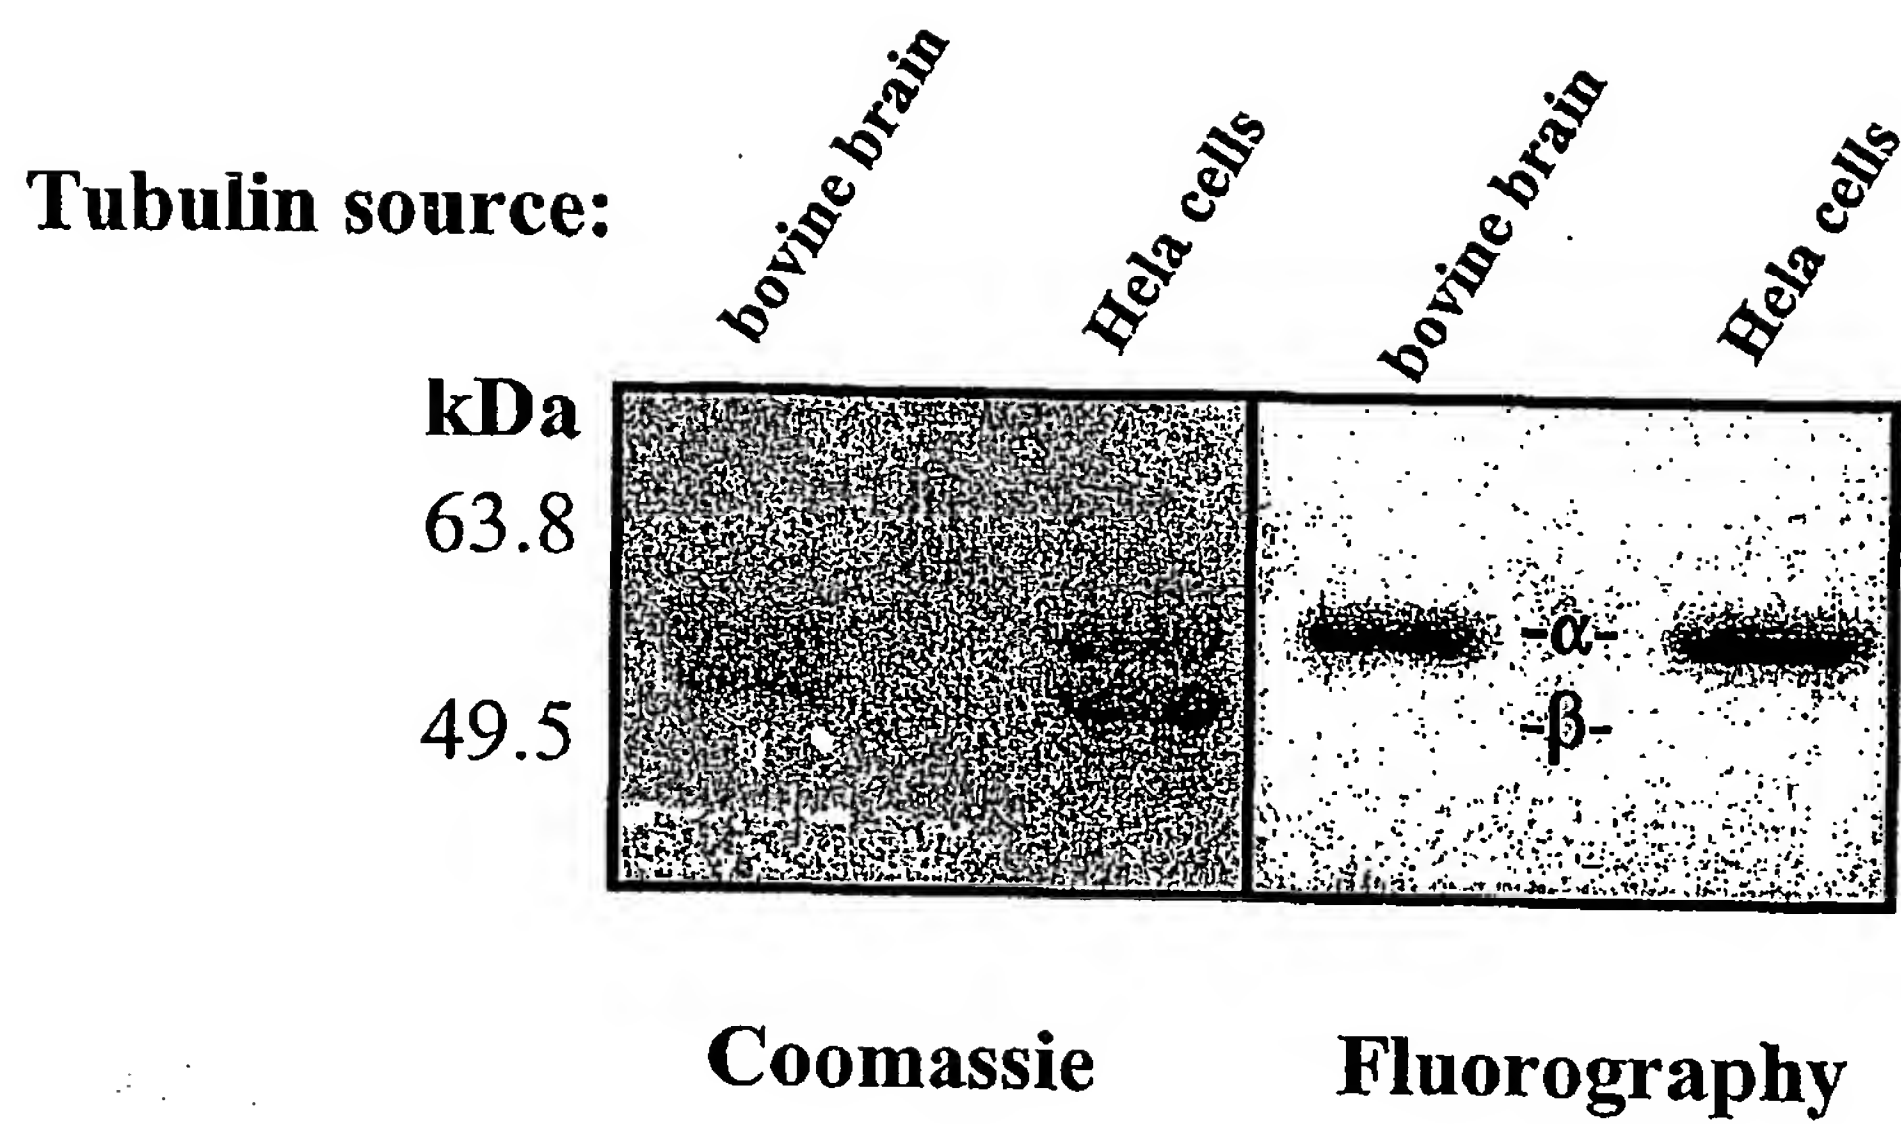 Tubulin source:
bovine brain
Hela cells
bovine brain
Hela cells
kDa
63.8
49.5
-α-
-β-
Coomassie
Fluorography